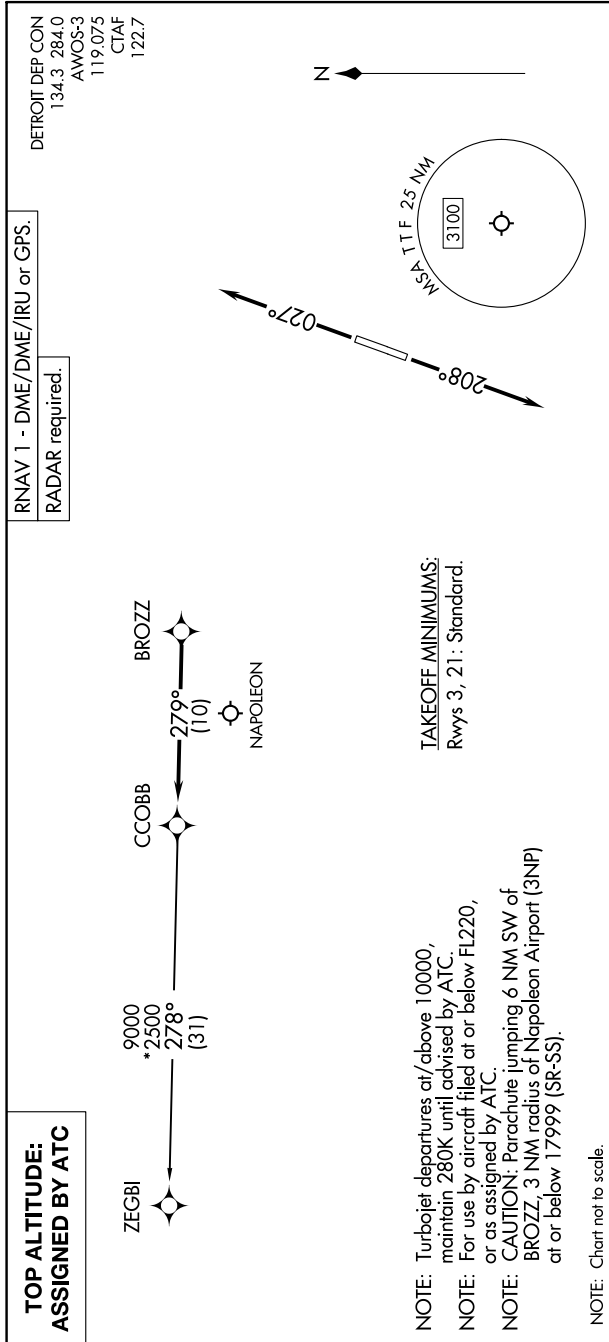 TOP ALTITUDE:
ASSIGNED BY ATC
RNAV 1 - DME/DME/IRU or GPS.
RADAR required.
DETROIT DEP CON
134.3 284.0
AWOS-3
119.075
CTAF
122.7
ZEGBI
9000
*2500
278°
(31)
CCOBB
279°
(10)
BROZZ
NAPOLEON
N
027°
208°
MSA TTF 25 NM
3100
TAKEOFF MINIMUMS:
Rwys 3, 21: Standard.
NOTE: Turbojet departures at/above 10000,
maintain 280K until advised by ATC.
NOTE: For use by aircraft filed at or below FL220,
or as assigned by ATC.
NOTE: CAUTION: Parachute jumping 6 NM SW of
BROZZ, 3 NM radius of Napoleon Airport (3NP)
at or below 17999 (SR-SS).
NOTE: Chart not to scale.